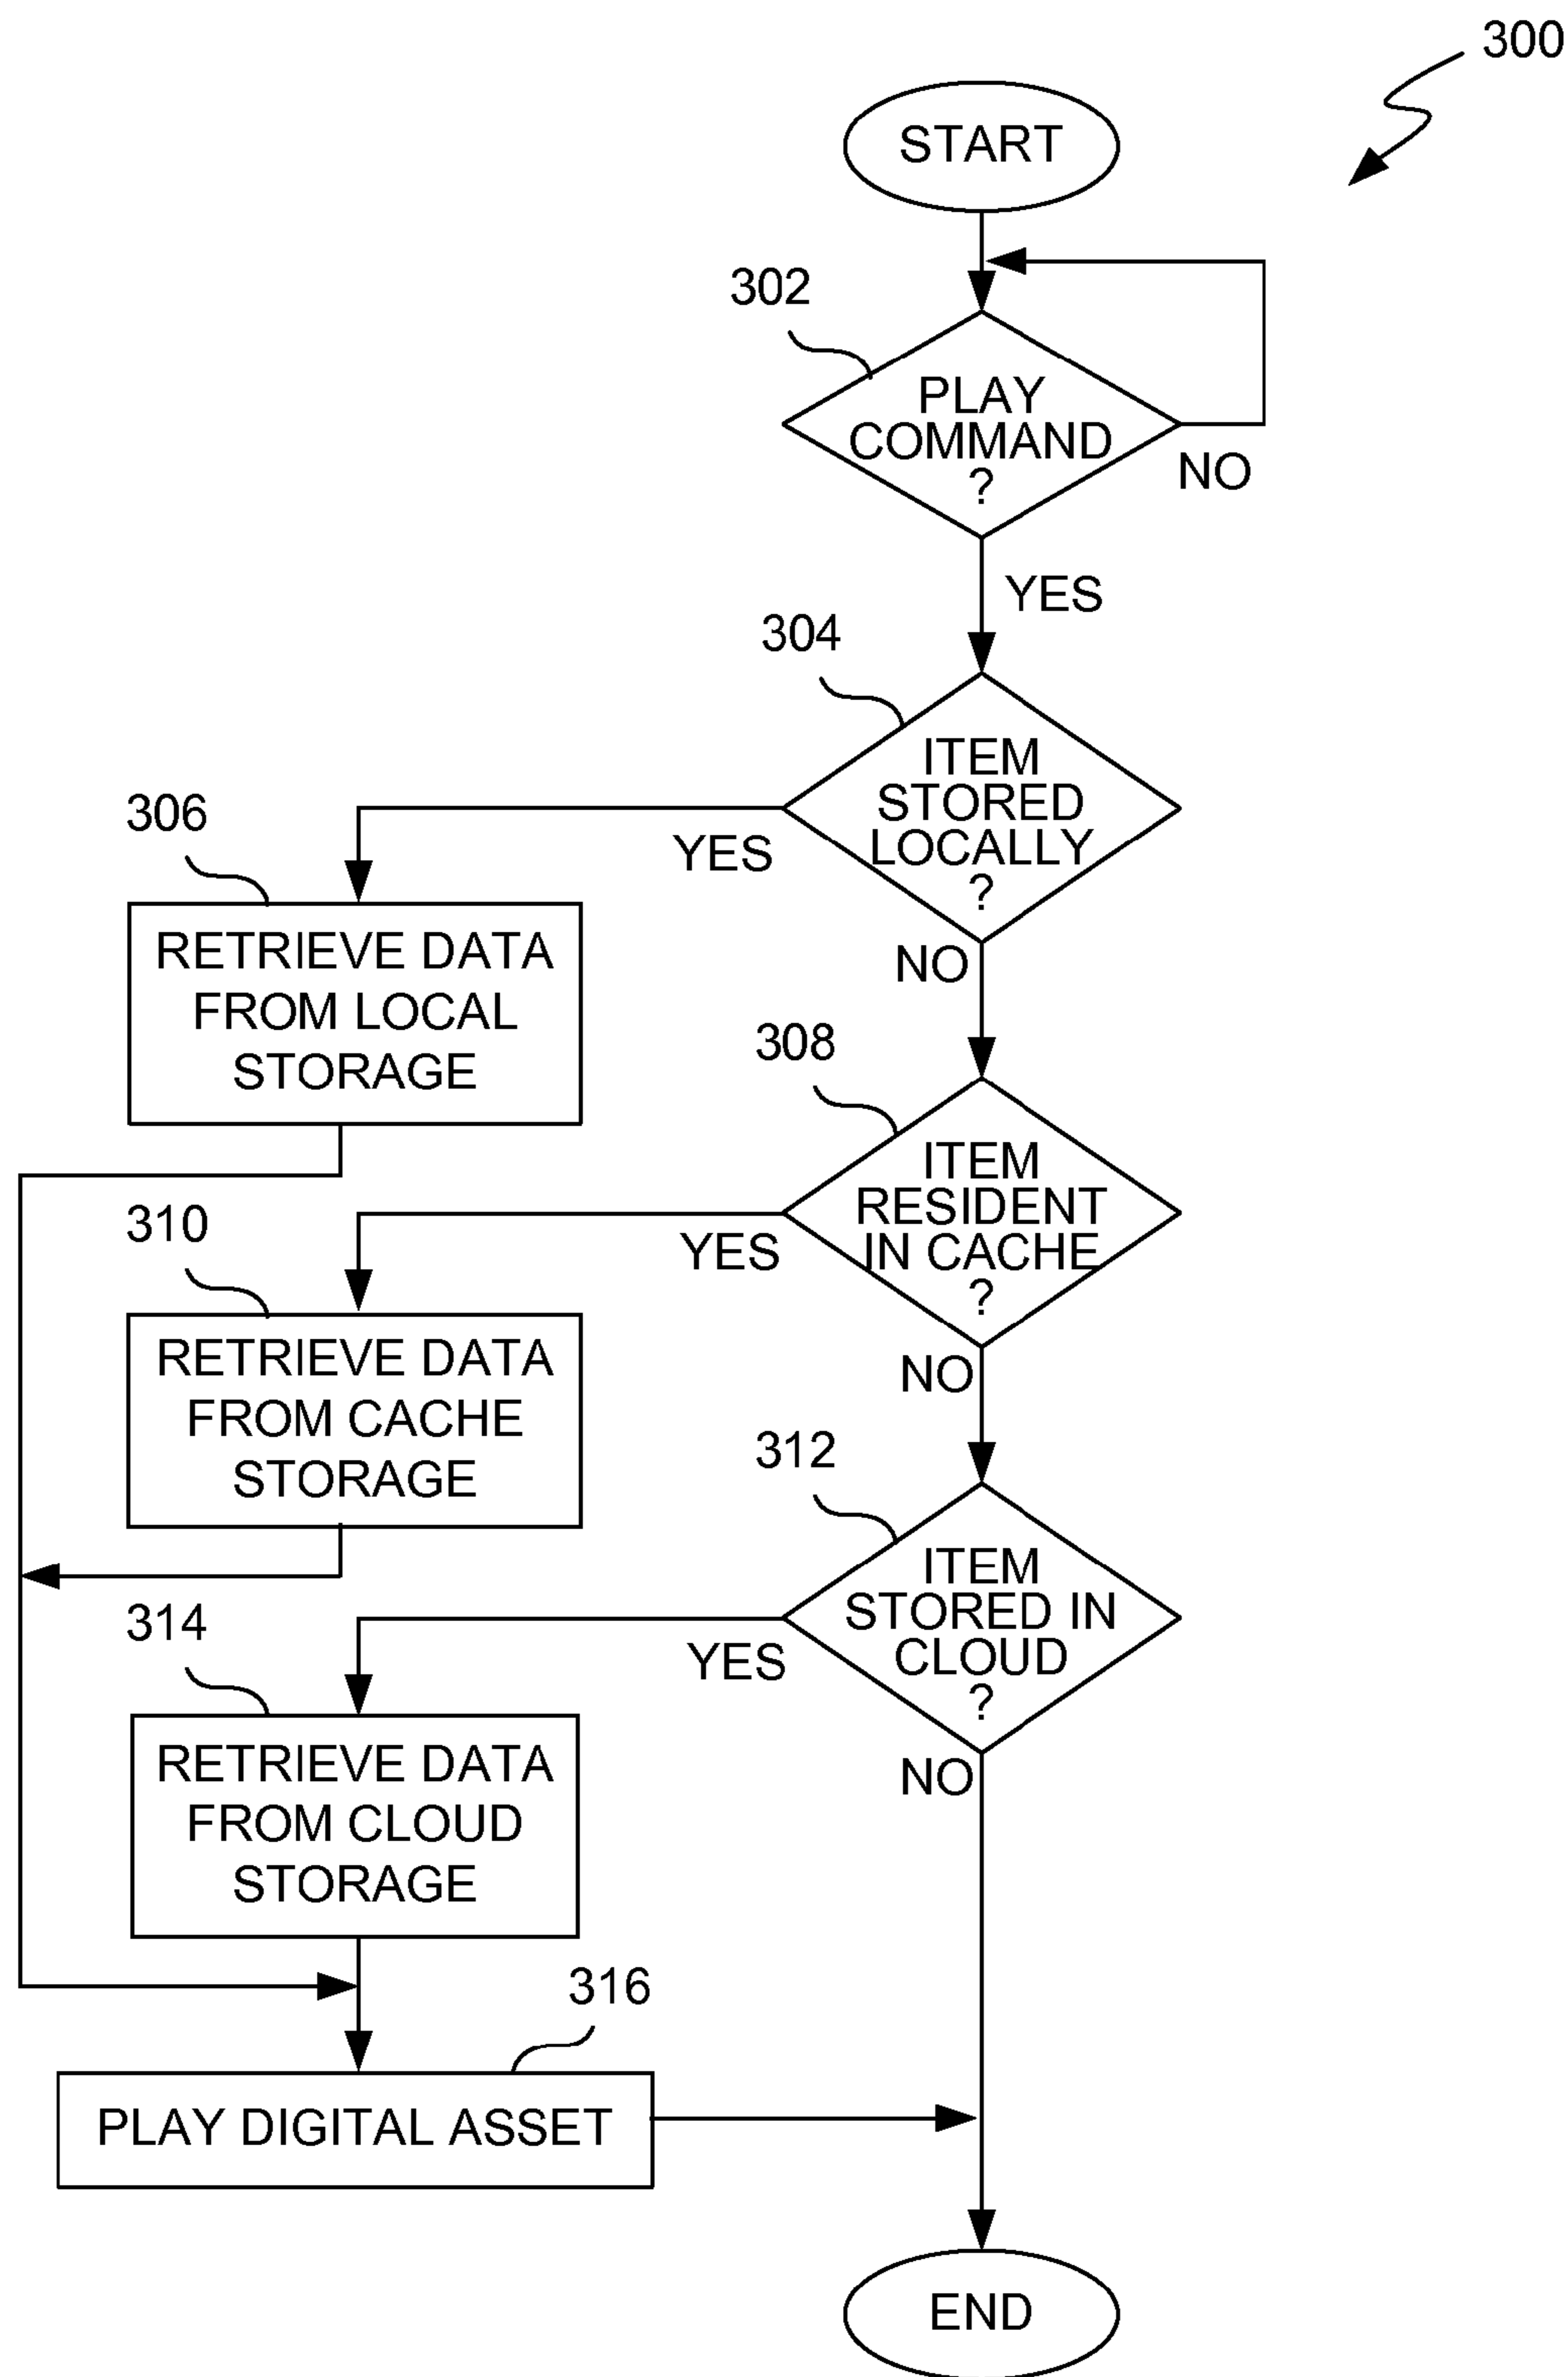 300
START
302
PLAY
COMMAND
?
NO
YES
304
ITEM
STORED
LOCALLY
?
YES
NO
306
RETRIEVE DATA
FROM LOCAL
STORAGE
308
ITEM
RESIDENT
IN CACHE
?
YES
NO
310
RETRIEVE DATA
FROM CACHE
STORAGE
312
ITEM
STORED IN
CLOUD
?
YES
NO
314
RETRIEVE DATA
FROM CLOUD
STORAGE
316
PLAY DIGITAL ASSET
END